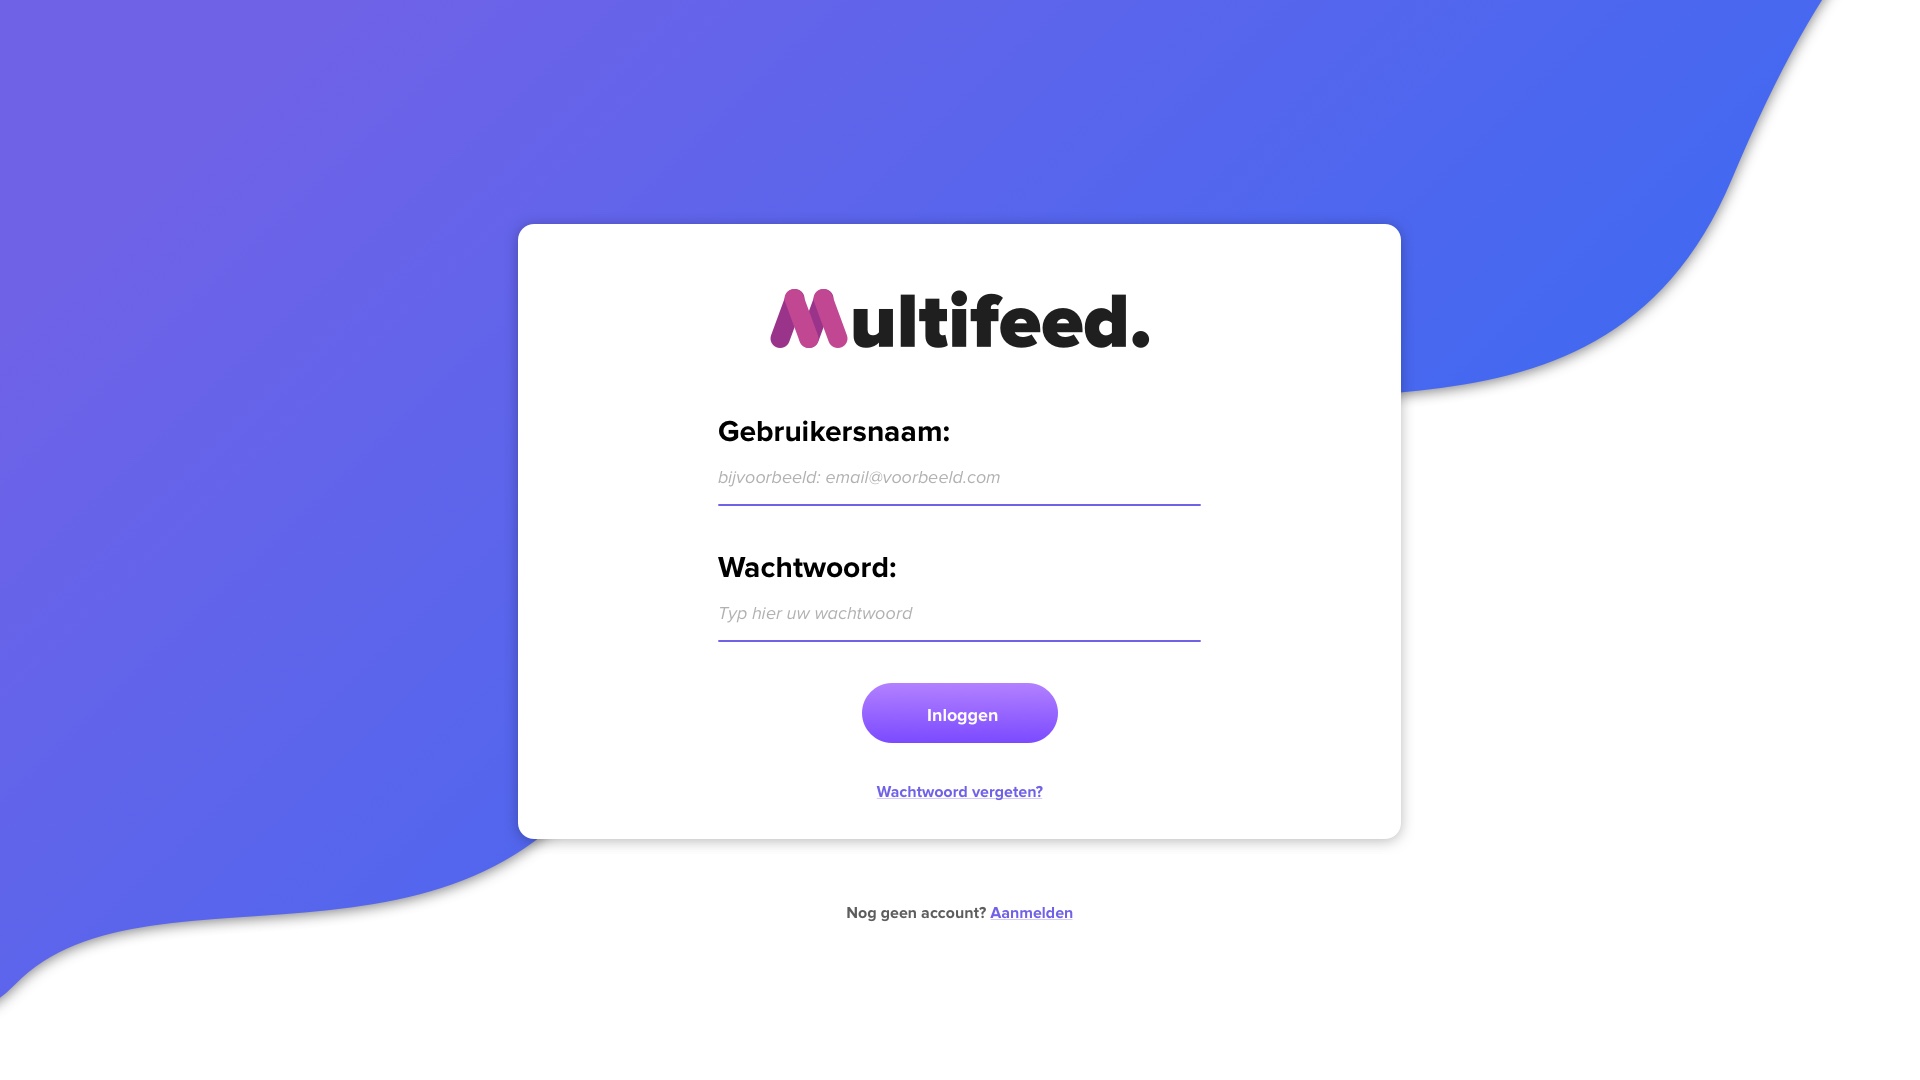 Multifeed.
Gebruikersnaam:
bijvoorbeeld: email@voorbeeld.com
Wachtwoord:
Typ hier uw wachtwoord
Inloggen
Wachtwoord vergeten?
Nog geen account? Aanmelden